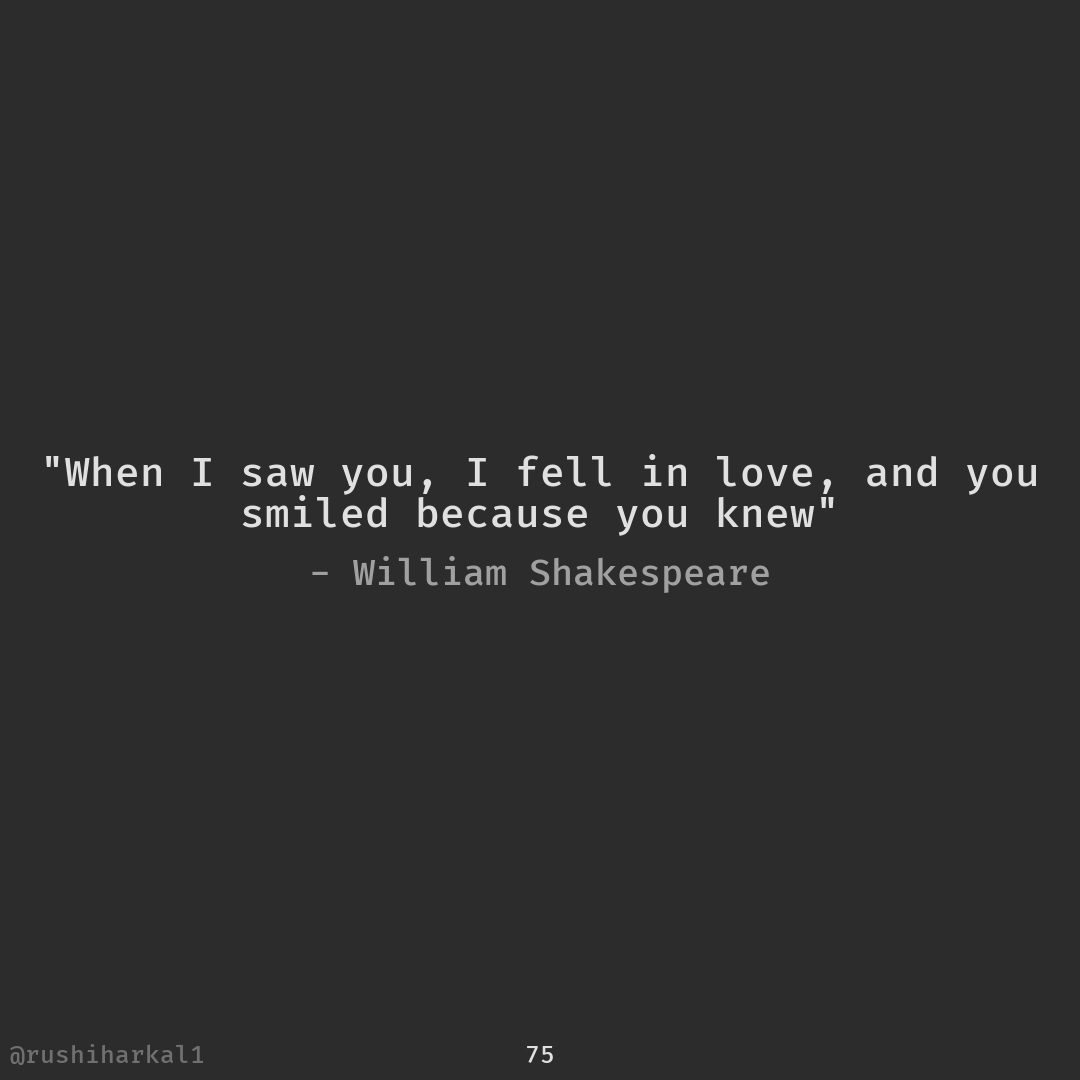 "When I saw you, I fell in love, and you
smiled because you knew"
– William Shakespeare
@rushiharkal1
75